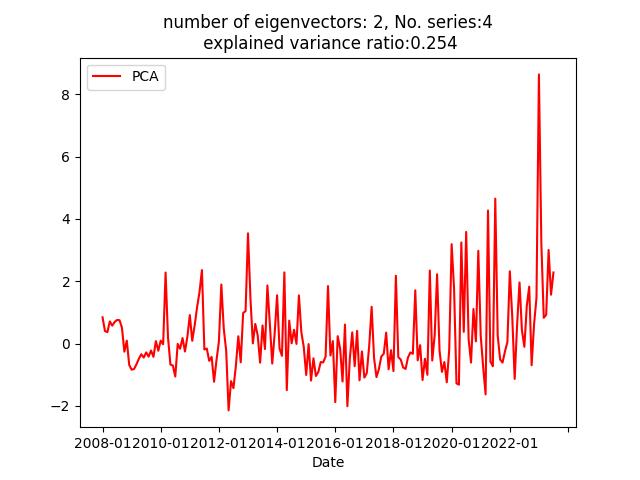 number of eigenvectors: 2, No. series:4
explained variance ratio:0.254
PCA
8
6
4
2
0
−2
2008-012010-012012-012014-012016-012018-012020-012022-01
Date